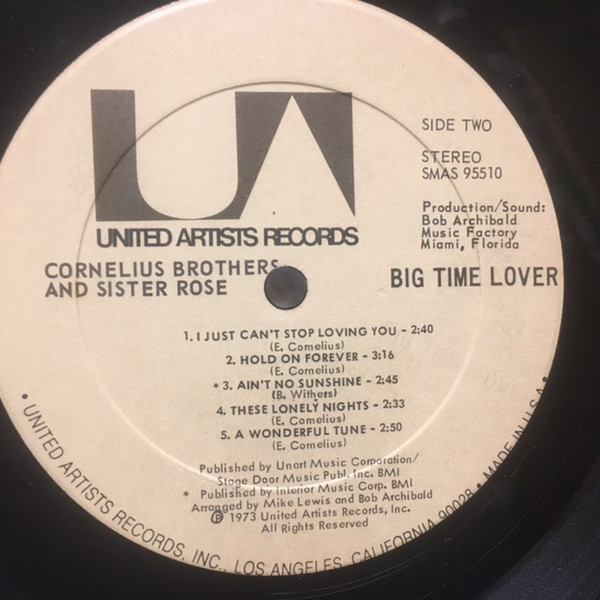 UA
UNITED ARTISTS RECORDS
SIDE TWO
STEREO
SMAS 95510
Production/Sound:
Bob Archibald
Music Factory
Miami, Florida
CORNELIUS BROTHERS
AND SISTER ROSE
BIG TIME LOVER
1. I JUST CAN'T STOP LOVING YOU - 2:40
(E. Cornelius)
2. HOLD ON FOREVER - 3:16
(E. Cornelius)
* 3. AIN'T NO SUNSHINE - 2:45
(B. Withers)
4. THESE LONELY NIGHTS - 2:33
(E. Cornelius)
5. A WONDERFUL TUNE - 2:50
(E. Cornelius)
Published by Unart Music Corporation/
Stage Door Music Publ. Inc. BMI
* Published by Interior Music Corp. BMI
Arranged by Mike Lewis and Bob Archibald
℗ 1973 United Artists Records, Inc.
All Rights Reserved
• UNITED ARTISTS RECORDS, INC., LOS ANGELES, CALIFORNIA 90028 • MADE IN U.S.A. •